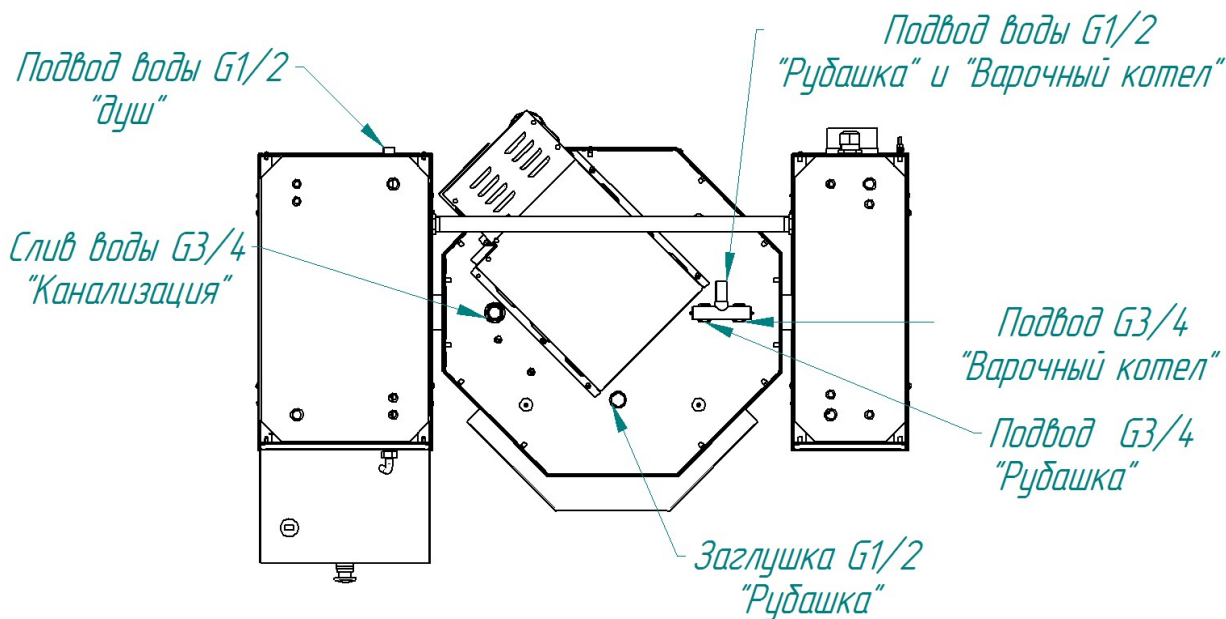 Подвод воды G1/2
"душ"
Подвод воды G1/2
"Рубашка" и "Варочный котел"
Слив воды G3/4
"Канализация"
Подвод G3/4
"Варочный котел"
Подвод G3/4
"Рубашка"
Заглушка G1/2
"Рубашка"